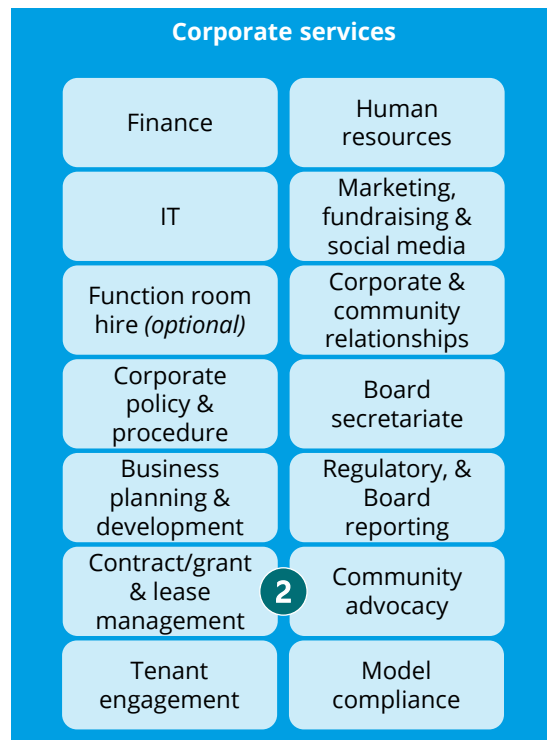 Corporate services
Finance
Human
resources
IT
Marketing,
fundraising &
social media
Function room
hire (optional)
Corporate &
community
relationships
Corporate
policy &
procedure
Board
secretariate
Business
planning &
development
Regulatory, &
Board
reporting
Contract/grant
& lease
management
2
Community
advocacy
Tenant
engagement
Model
compliance